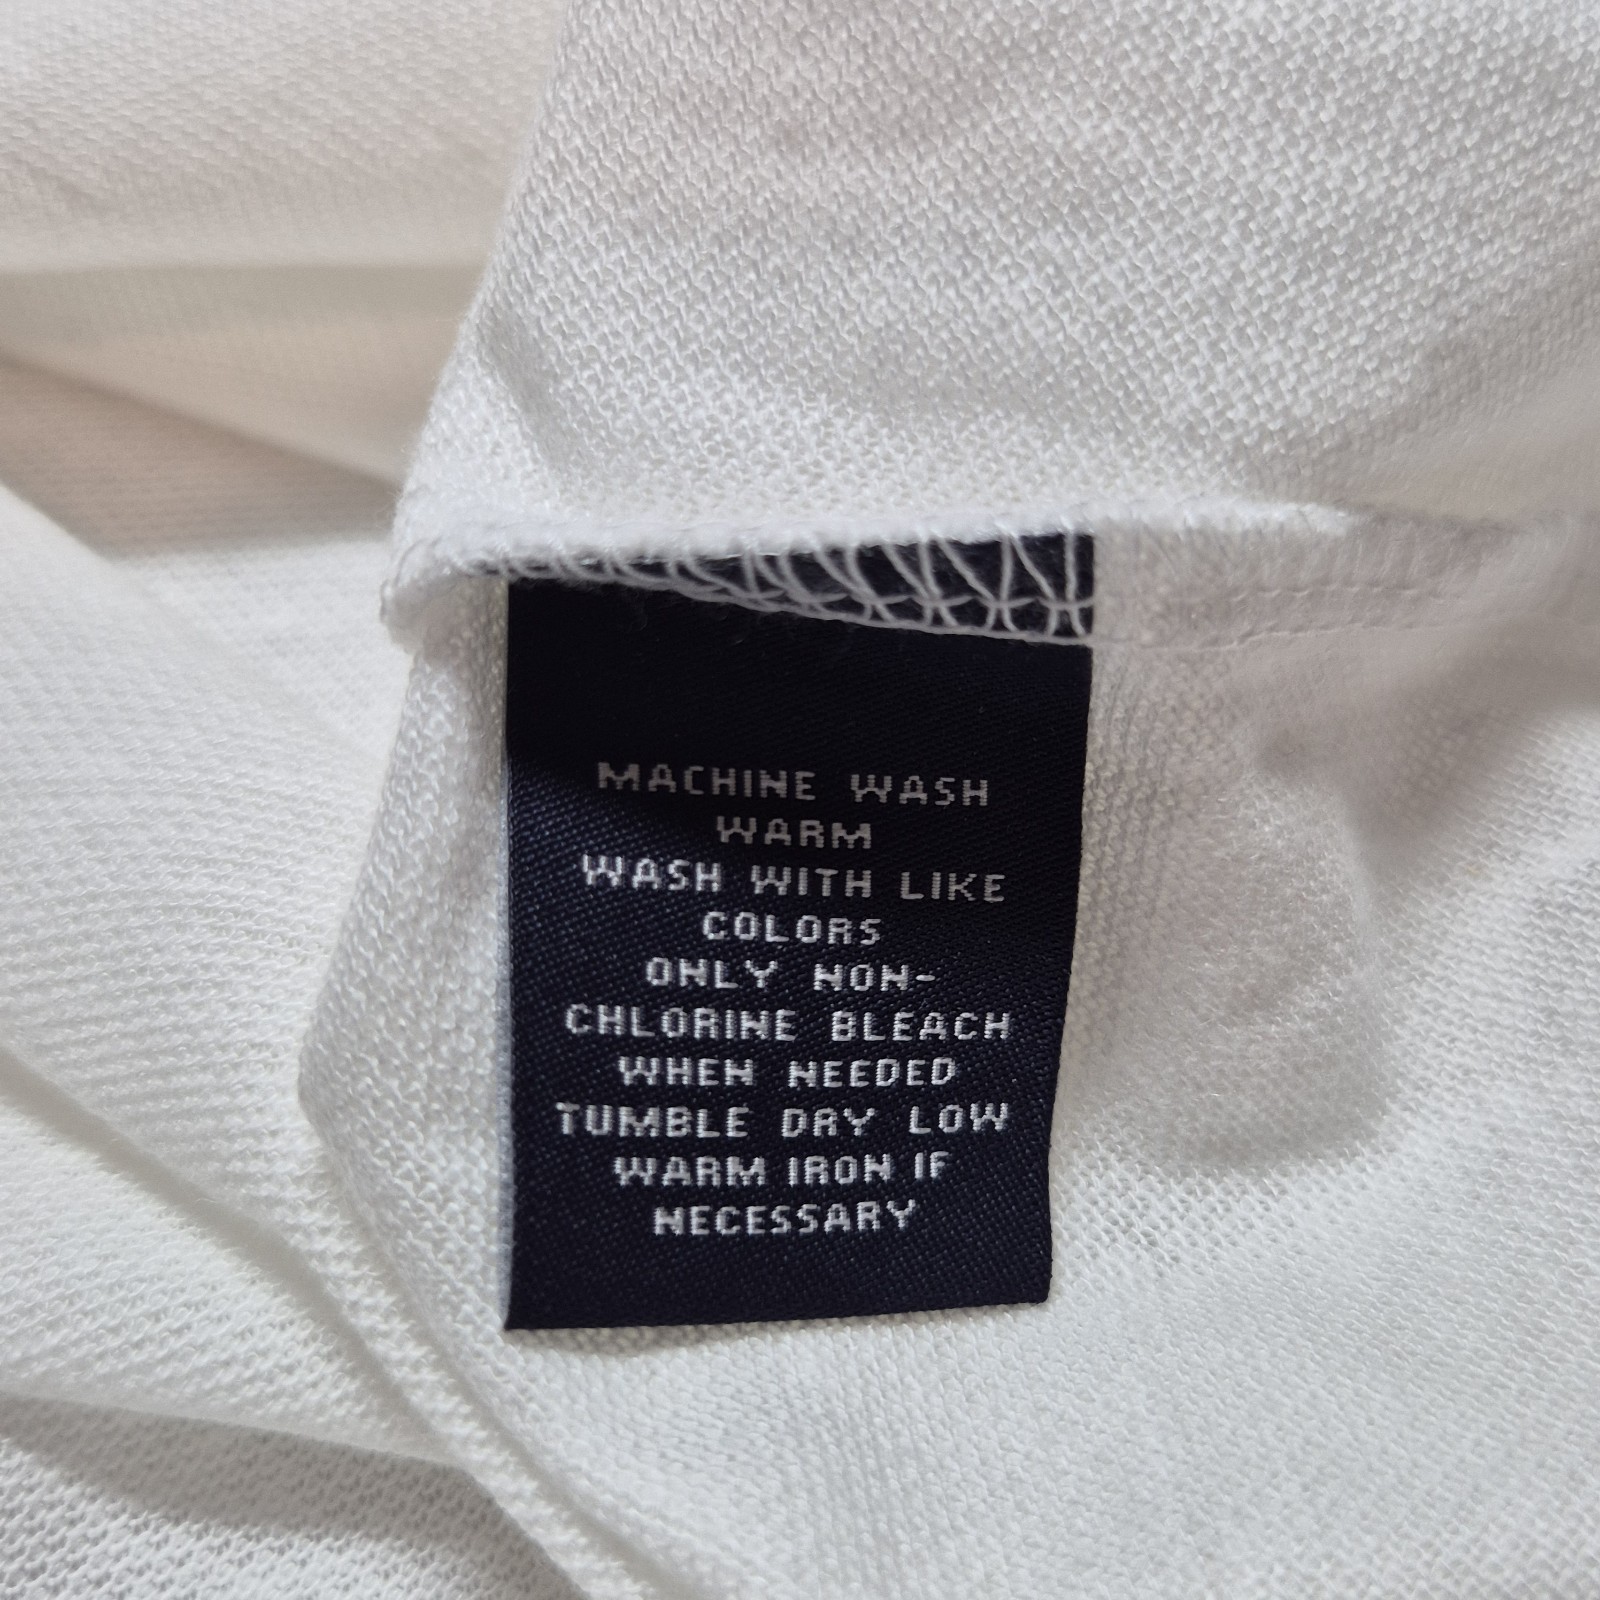 MACHINE WASH
WARM
WASH WITH LIKE
COLORS
ONLY NON-
CHLORINE BLEACH
WHEN NEEDED
TUMBLE DRY LOW
WARM IRON IF
NECESSARY